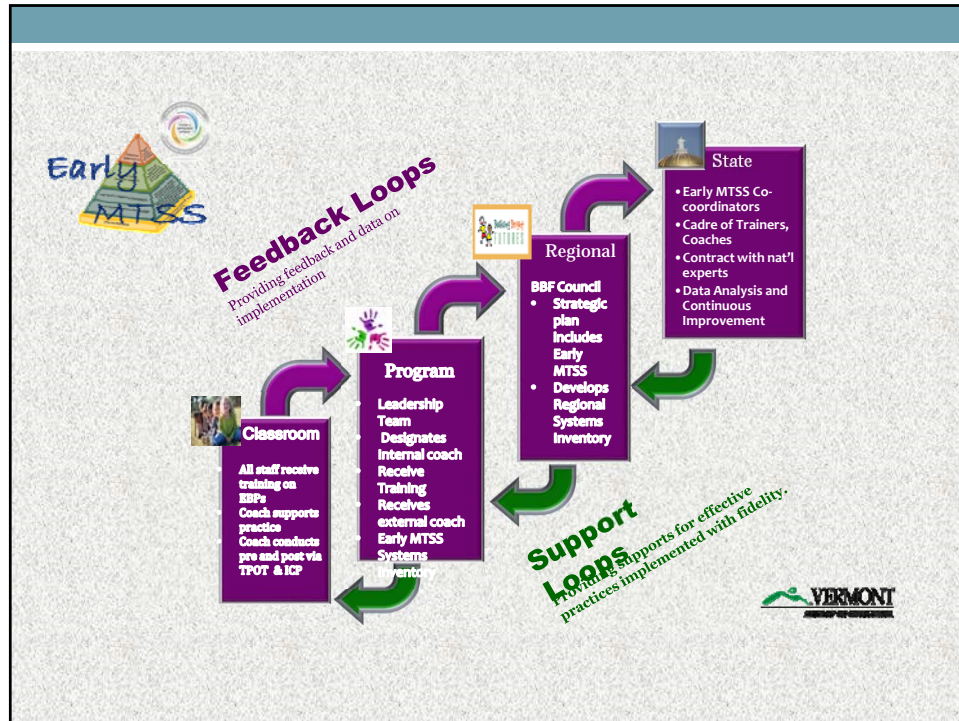 Early
MTSS
Feedback Loops
Providing feedback and data on
implementation
State
• Early MTSS Co-
coordinators
• Cadre of Trainers,
Coaches
• Contract with nat'l
experts
• Data Analysis and
Continuous
Improvement
FUTURES
Regional
BBF Council
• Strategic
plan
includes
Early
MTSS
• Develops
Regional
Systems
Inventory
Program
• Leadership
Team
• Designates
Internal coach
• Receive
Training
• Receives
external coach
• Early MTSS
Systems
Inventory
Classroom
• All staff receive
training on
EBPs
• Coach supports
practice
• Coach conducts
pre and post via
TPOT & ICP
Support
Loops
Providing supports for effective
practices implemented with fidelity.
VERMONT